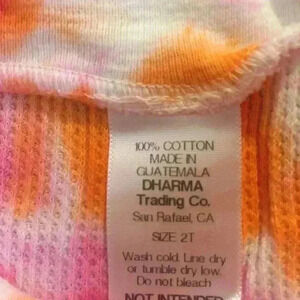 100% COTTON
MADE IN
GUATEMALA
DHARMA
Trading Co.
San Rafael, CA
SIZE 2T
Wash cold. Line dry
or tumble dry low.
Do not bleach
NOT INTENDED